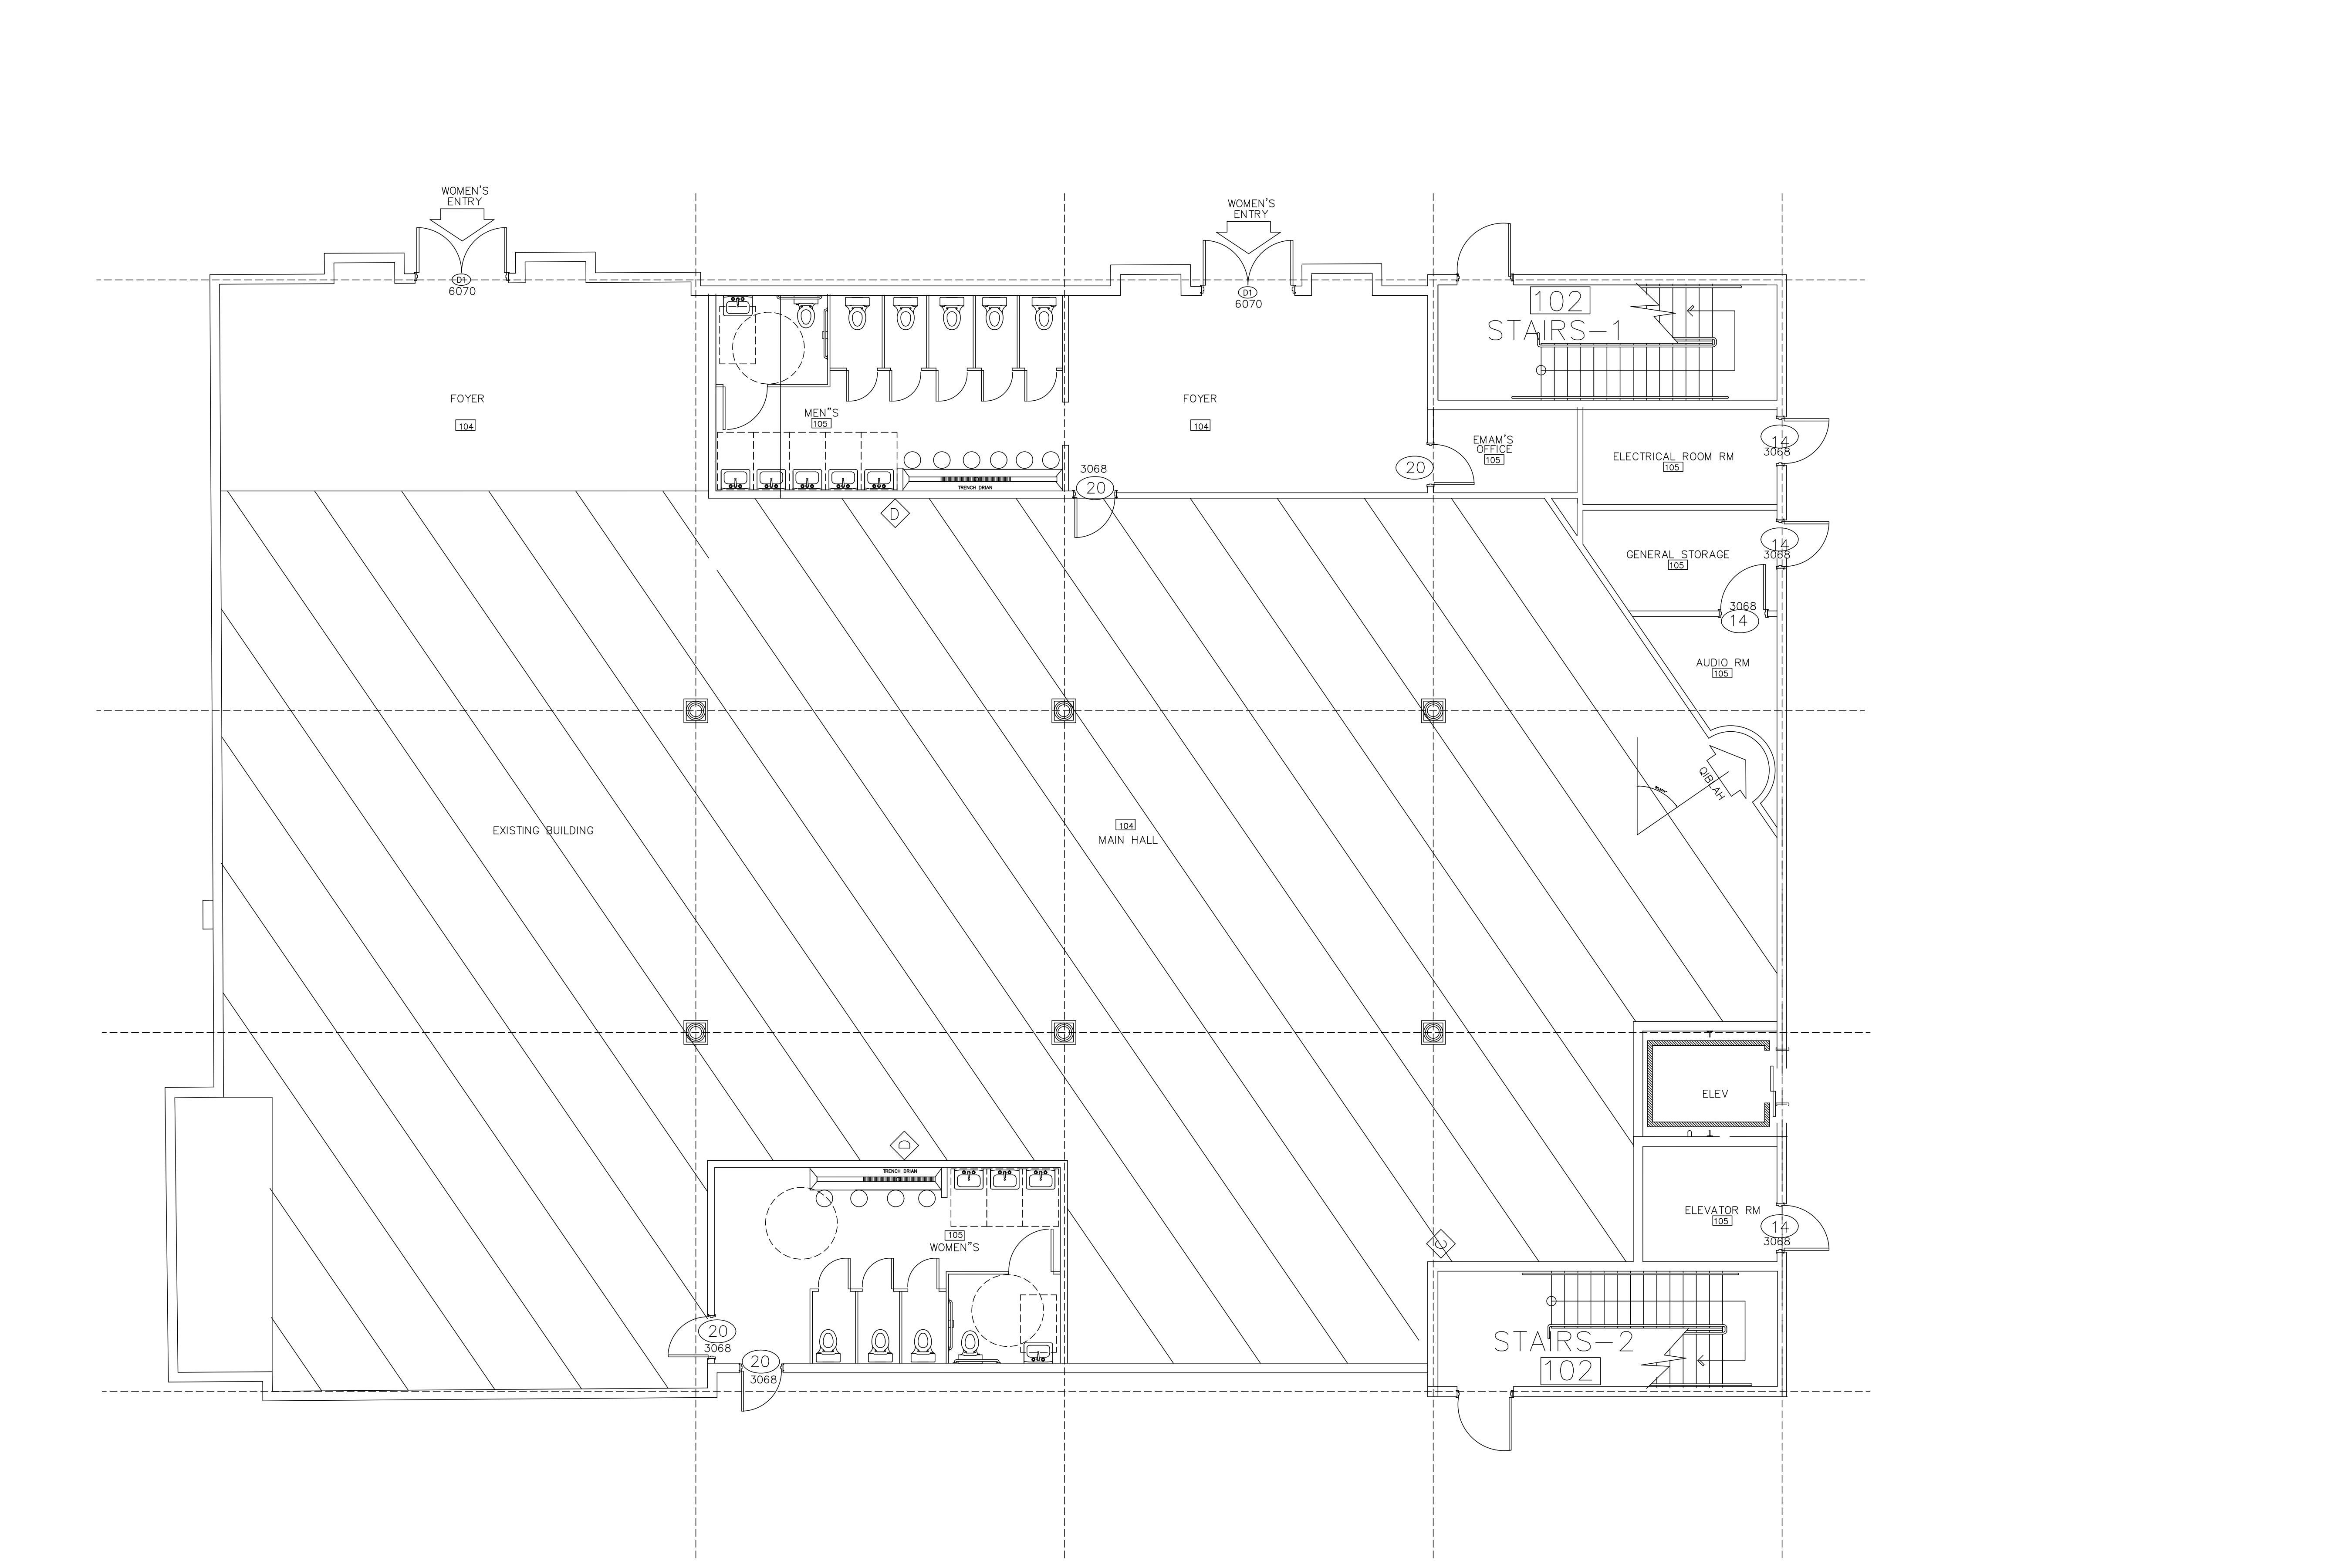 WOMEN'S
ENTRY
WOMEN'S
ENTRY
D1
6070
D1
6070
102
STAIRS-1
FOYER
104
MEN"S
105
FOYER
104
EMAM'S
OFFICE
105
20
ELECTRICAL ROOM RM
105
14
3068
3068
20
TRENCH DRIAN
D
GENERAL STORAGE
105
14
3068
3068
14
AUDIO RM
105
QIBLAH
EXISTING BUILDING
104
MAIN HALL
ELEV
D
TRENCH DRIAN
105
WOMEN"S
ELEVATOR RM
105
14
3068
C
20
3068
20
3068
STAIRS-2
102